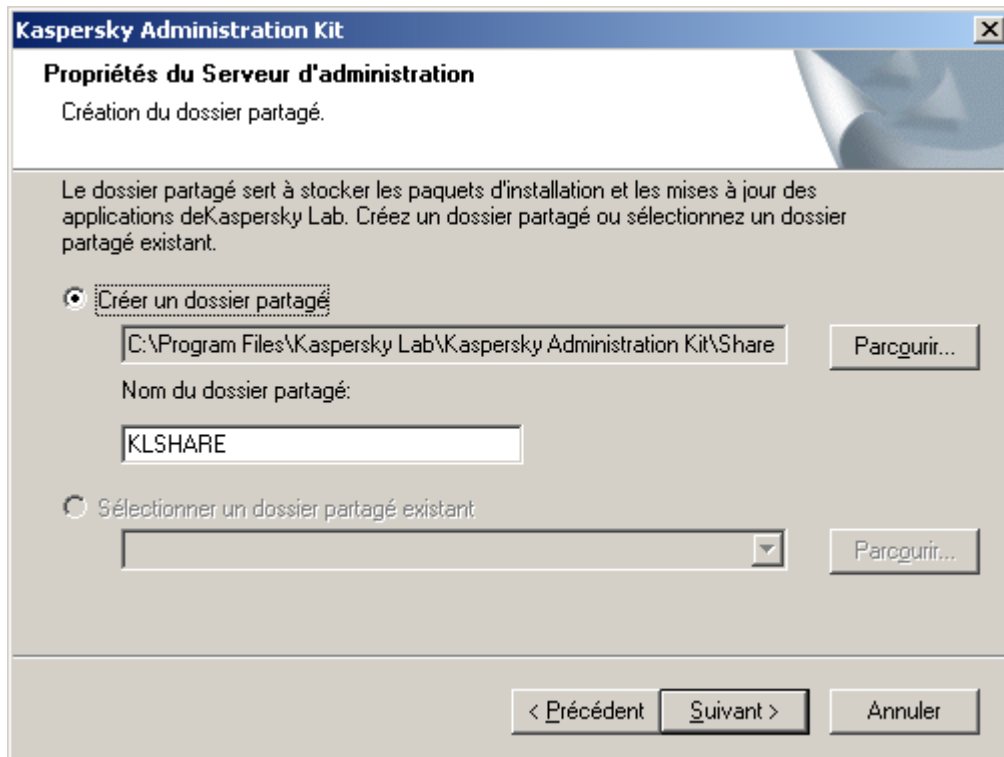 Kaspersky Administration Kit
Propriétés du Serveur d'administration
Création du dossier partagé.
Le dossier partagé sert à stocker les paquets d'installation et les mises à jour des
applications deKaspersky Lab. Créez un dossier partagé ou sélectionnez un dossier
partagé existant.
Créer un dossier partagé
C:\Program Files\Kaspersky Lab\Kaspersky Administration Kit\Share
Parcourir...
Nom du dossier partagé:
KLSHARE
Sélectionner un dossier partagé existant
Parcourir...
< Précédent
Suivant >
Annuler